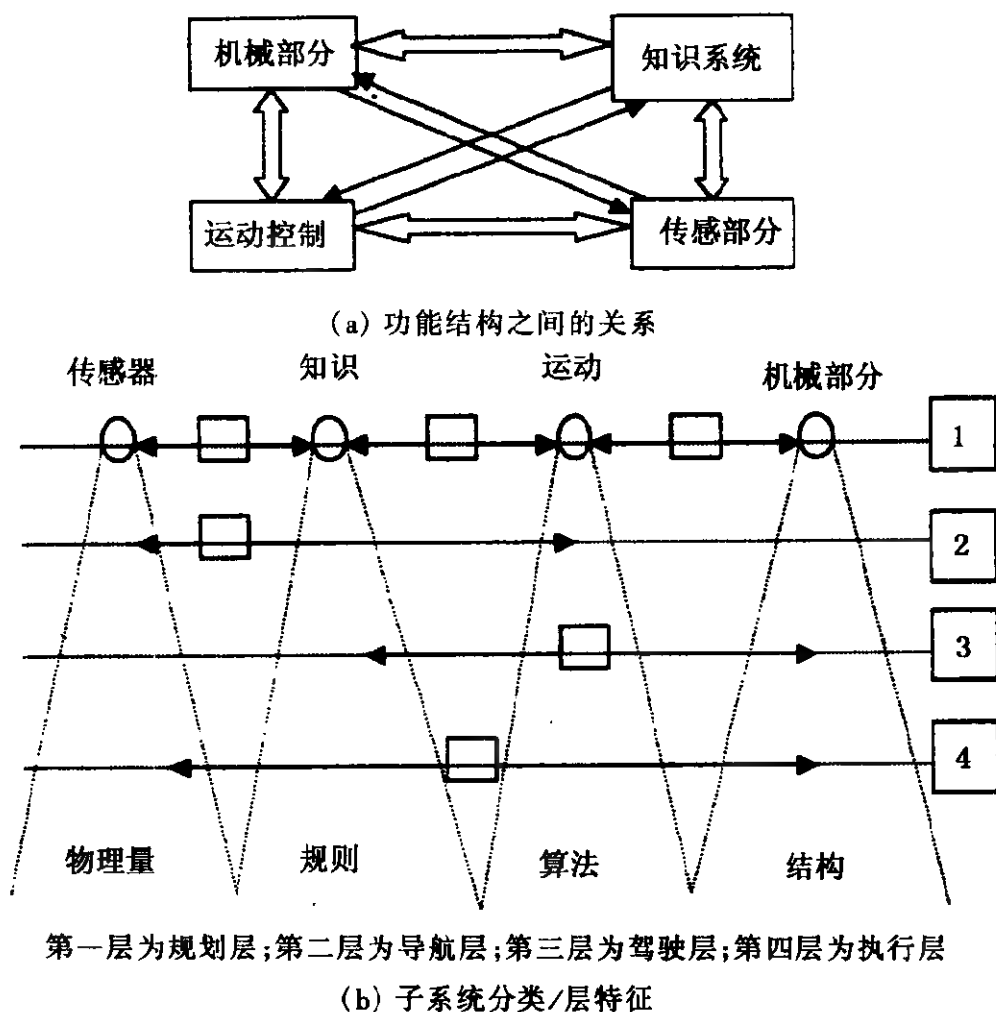 机械部分
知识系统
运动控制
传感部分
(a) 功能结构之间的关系
传感器
知识
运动
机械部分
1
2
3
4
物理量
规则
算法
结构
第一层为规划层;第二层为导航层;第三层为驾驶层;第四层为执行层
(b) 子系统分类/层特征